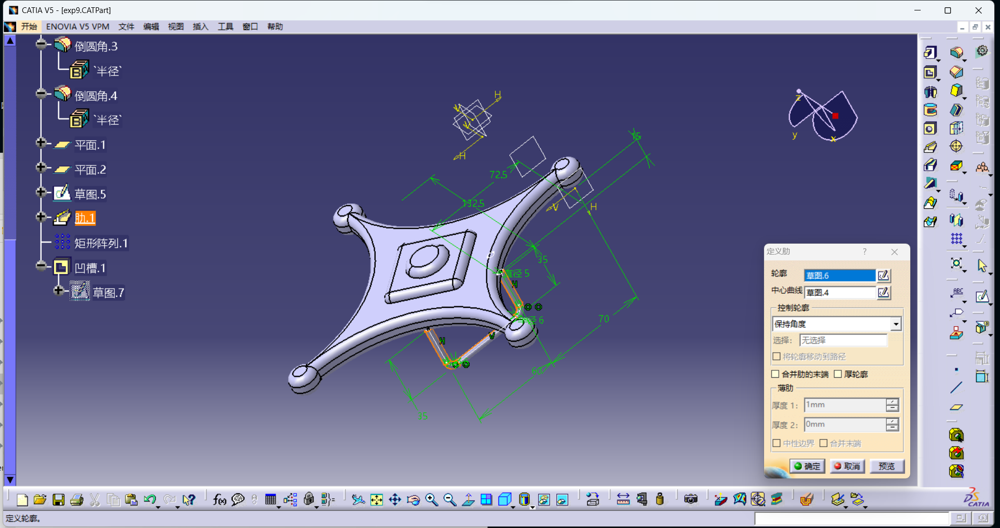 CATIA V5 - [exp9.CATPart]
开始 ENOVIA V5 VPM 文件 编辑 视图 插入 工具 窗口 帮助
倒圆角.3
`半径`
倒圆角.4
`半径`
平面.1
平面.2
草图.5
肋.1
矩形阵列.1
凹槽.1
草图.7
H
V
V
H
15
72.5
132.5
V
H
35
直径 5
H
径 6
70
H
V
60
35
z
y
x
定义肋
?
轮廓 草图.6
中心曲线 草图.4
控制轮廓
保持角度
选择: 无选择
将轮廓移动到路径
合并肋的末端 厚轮廓
薄肋
厚度 1: 1mm
厚度 2: 0mm
中性边界 合并末端
确定 取消 预览
ABC
f(x)
CATIA
定义轮廓。